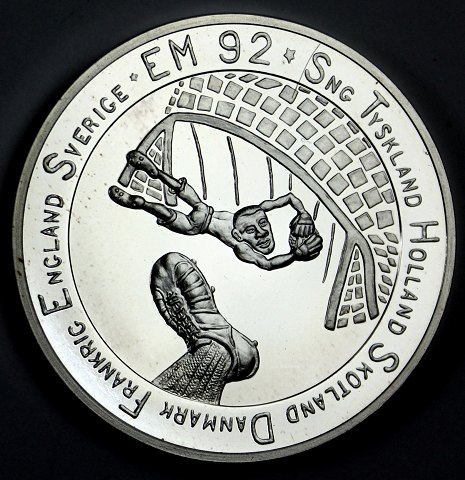 EM 92 * SNG TYSKLAND HOLLAND SKOTLAND DANMARK FRANKRIG ENGLAND SVERIGE *